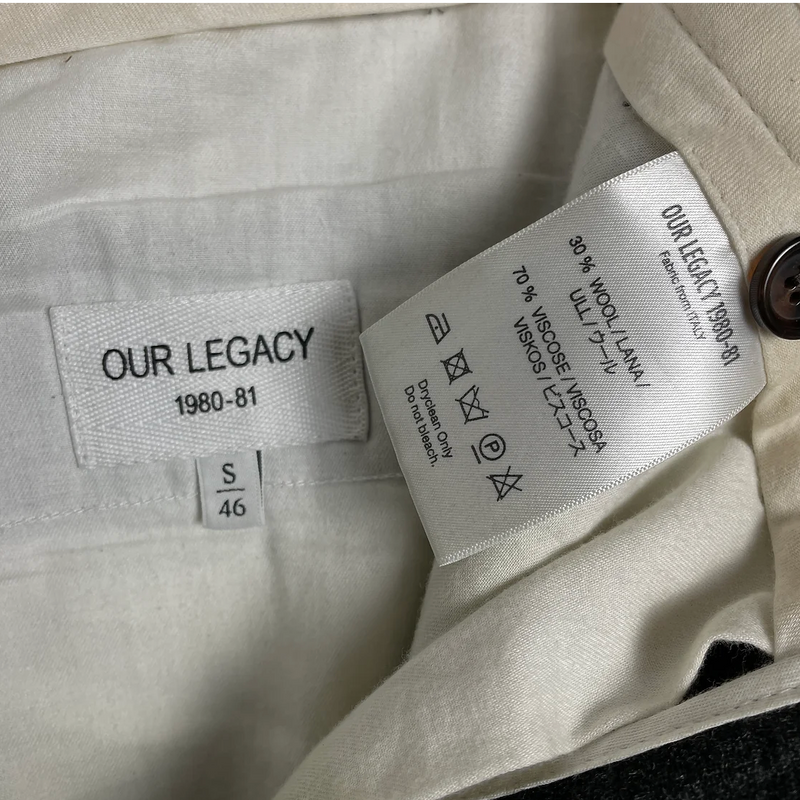 OUR LEGACY
1980-81
S
46
OUR LEGACY 1980-81
Fabric from ITALY
30 % WOOL / LANA /
ULL / ウール
70 % VISCOSE / VISCOSA
VISKOS / ビスコース
P
Dryclean Only
Do not bleach.